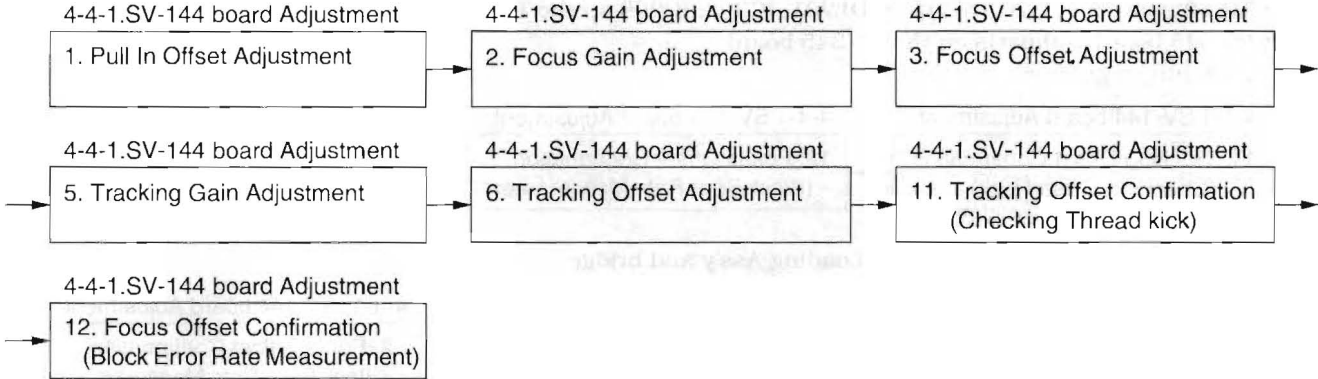 4-4-1.SV-144 board Adjustment
1. Pull In Offset Adjustment
4-4-1.SV-144 board Adjustment
2. Focus Gain Adjustment
4-4-1.SV-144 board Adjustment
3. Focus Offset Adjustment
4-4-1.SV-144 board Adjustment
5. Tracking Gain Adjustment
4-4-1.SV-144 board Adjustment
6. Tracking Offset Adjustment
4-4-1.SV-144 board Adjustment
11. Tracking Offset Confirmation
(Checking Thread kick)
4-4-1.SV-144 board Adjustment
12. Focus Offset Confirmation
(Block Error Rate Measurement)